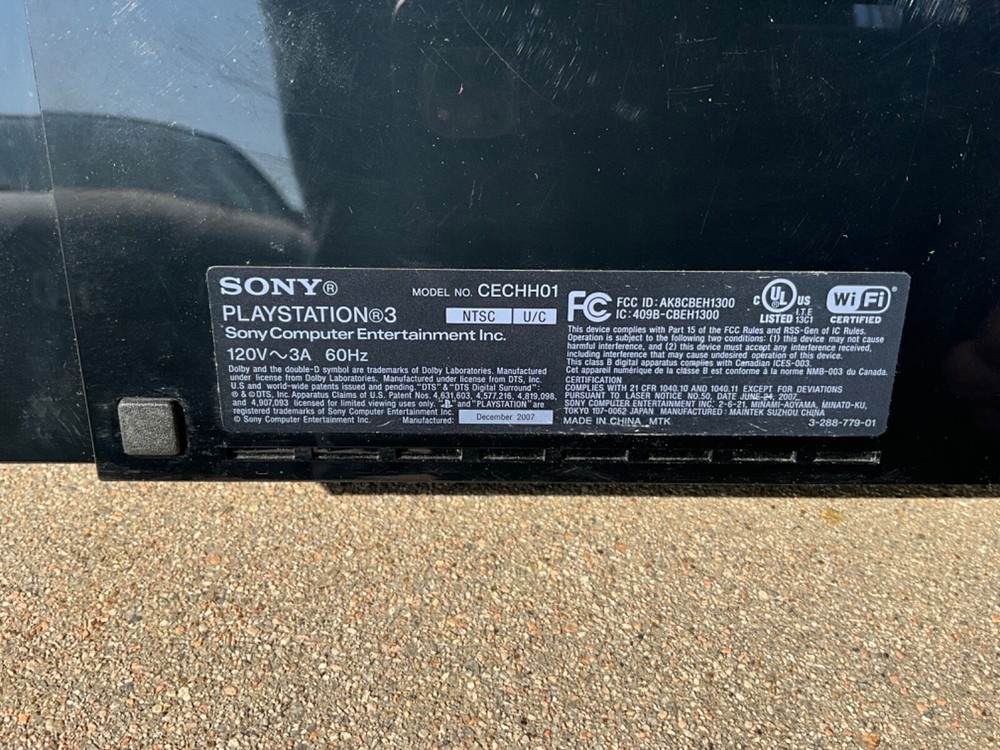 SONY®
MODEL NO. CECHH01
PLAYSTATION®3
NTSC U/C
Sony Computer Entertainment Inc.
120V～3A 60Hz
Dolby and the double-D symbol are trademarks of Dolby Laboratories. Manufactured
under license from Dolby Laboratories. Manufactured under license from DTS, Inc.
U.S. and world-wide patents issued and pending. "DTS" & "DTS Digital Surround":
® & © DTS, Inc. Apparatus Claims of U.S. Patent Nos. 4,631,603, 4,577,216, 4,819,098,
& 4,907,093 licensed for limited viewing uses only. " " and "PLAYSTATION" are
registered trademarks of Sony Computer Entertainment Inc.
© Sony Computer Entertainment Inc. Manufactured: December 2007
FC FCC ID: AK8CBEH1300
IC: 409B-CBEH1300
C UL US
LISTED I.T.E. 13C1
Wi Fi®
CERTIFIED
This device complies with Part 15 of the FCC Rules and RSS-Gen of IC Rules.
Operation is subject to the following two conditions: (1) this device may not cause
harmful interference, and (2) this device must accept any interference received,
including interference that may cause undesired operation of this device.
This class B digital apparatus complies with Canadian ICES-003.
Cet appareil numérique de la classe B est conforme à la norme NMB-003 du Canada.
CERTIFICATION
COMPLIES WITH 21 CFR 1040.10 AND 1040.11 EXCEPT FOR DEVIATIONS
PURSUANT TO LASER NOTICE NO.50, DATE JUNE 24, 2007.
SONY COMPUTER ENTERTAINMENT INC. 2-6-21, MINAMI-AOYAMA, MINATO-KU,
TOKYO 107-0062 JAPAN MANUFACTURED: MAINTEK SUZHOU CHINA
MADE IN CHINA MTK 3-288-779-01